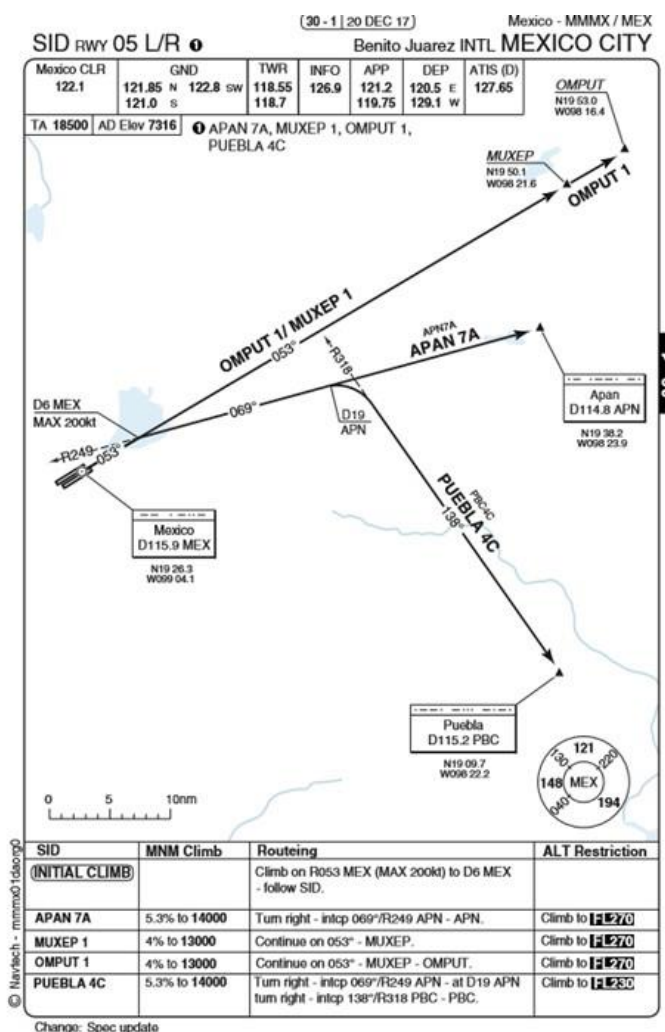 (30 - 1) 20 DEC 17)
Mexico - MMMX / MEX
SID RWY 05 L/R ❶
Benito Juarez INTL MEXICO CITY
Mexico CLR GND TWR INFO APP DEP ATIS (D)
122.1 121.85 N 122.8 SW 118.55 126.9 121.2 120.5 E 127.65
121.0 S 118.7 119.75 129.1 W
TA 18500 AD Elev 7316
❶ APAN 7A, MUXEP 1, OMPUT 1,
PUEBLA 4C
OMPUT
N19 53.0
W098 16.4
MUXEP
N19 50.1
W098 21.6
OMPUT 1
OMPUT 1/ MUXEP 1
053°
R318
APN7A
APAN 7A
D6 MEX
MAX 200kt
069°
D19
APN
Apan
D114.8 APN
N19 38.2
W098 23.9
R249
053°
Mexico
D115.9 MEX
N19 26.3
W099 04.1
PBC4C
PUEBLA 4C
138°
Puebla
D115.2 PBC
N19 09.7
W098 22.2
121
130
220
148
MEX
040
194
0 5 10nm
SID MNM Climb Routeing ALT Restriction
INITIAL CLIMB Climb on R053 MEX (MAX 200kt) to D6 MEX
- follow SID.
APAN 7A 5.3% to 14000 Turn right - intcp 069°/R249 APN - APN. Climb to FL270
MUXEP 1 4% to 13000 Continue on 053° - MUXEP. Climb to FL270
OMPUT 1 4% to 13000 Continue on 053° - MUXEP - OMPUT. Climb to FL270
PUEBLA 4C 5.3% to 14000 Turn right - intcp 069°/R249 APN - at D19 APN Climb to FL230
turn right - intcp 138°/R318 PBC - PBC.
Change: Spec update
© Navtech - mmmx01daorg0